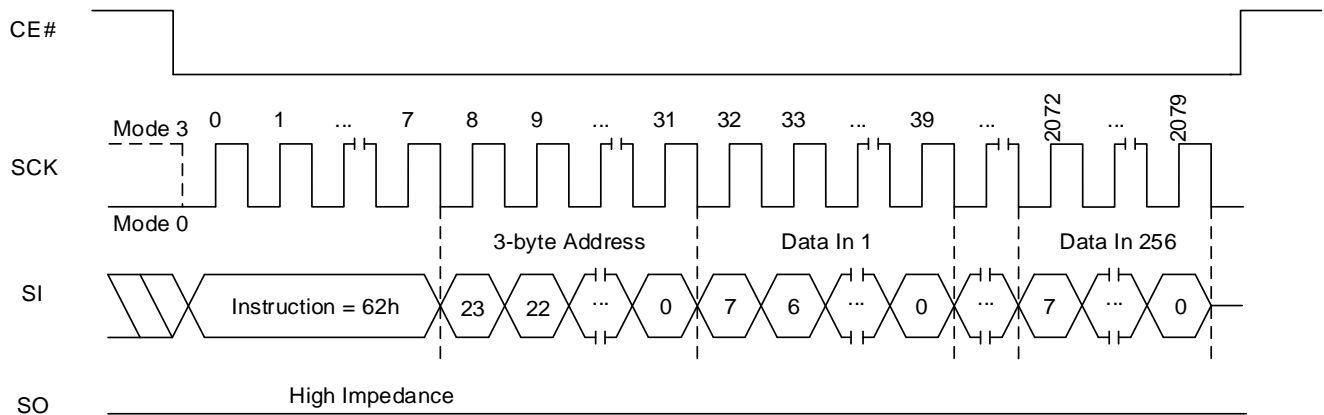 CE#
Mode 3 0 1 ... 7 8 9 ... 31 32 33 ... 39 ... 2072 ... 2079
SCK
Mode 0
3-byte Address Data In 1 Data In 256
SI Instruction = 62h 23 22 ... 0 7 6 ... 0 ... 7 ... 0
High Impedance
SO